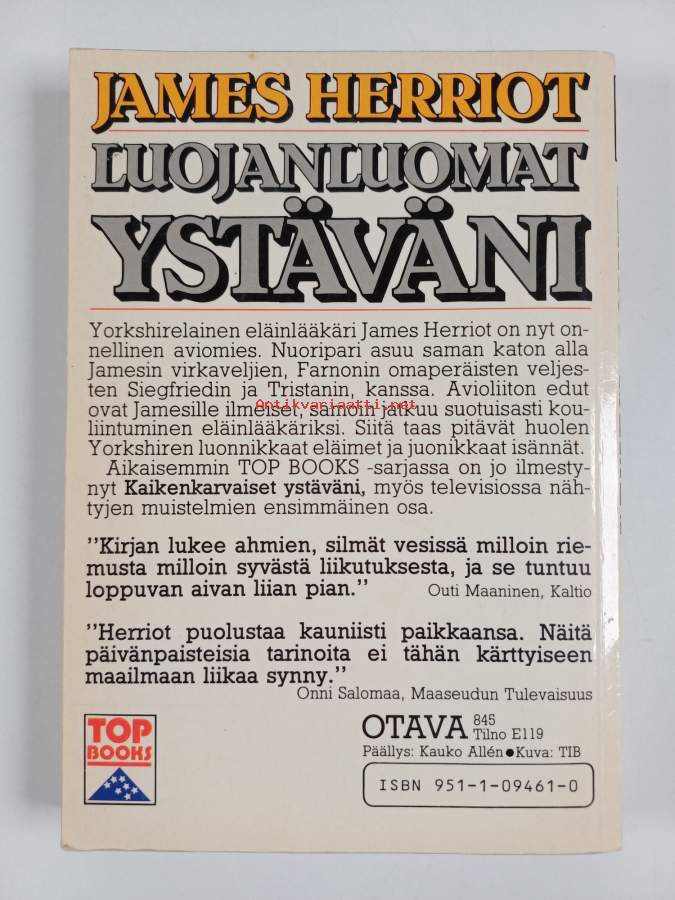 JAMES HERRIOT
LUOJANLUOMAT
YSTÄVÄNI
Yorkshirelainen eläinlääkäri James Herriot on nyt on-
nellinen aviomies. Nuoripari asuu saman katon alla
Jamesin virkaveljien, Farnonin omaperäisten veljes-
ten Siegfriedin ja Tristanin, kanssa. Avioliiton edut
Antikvariaatti.net
ovat Jamesille ilmeiset, samoin jatkuu suotuisasti kou-
liintuminen eläinlääkäriksi. Siitä taas pitävät huolen
Yorkshiren luonnikkaat eläimet ja juonikkaat isännät.
Aikaisemmin TOP BOOKS -sarjassa on jo ilmesty-
nyt Kaikenkarvaiset ystäväni, myös televisiossa näh-
tyjen muistelmien ensimmäinen osa.
"Kirjan lukee ahmien, silmät vesissä milloin rie-
musta milloin syvästä liikutuksesta, ja se tuntuu
loppuvan aivan liian pian."
Outi Maaninen, Kaltio
"Herriot puolustaa kauniisti paikkaansa. Näitä
päivänpaisteisia tarinoita ei tähän kärttyiseen
maailmaan liikaa synny."
Onni Salomaa, Maaseudun Tulevaisuus
TOP
BOOKS
OTAVA 845
Tilno E119
Päällys: Kauko Allén ● Kuva: TIB
ISBN 951-1-09461-0